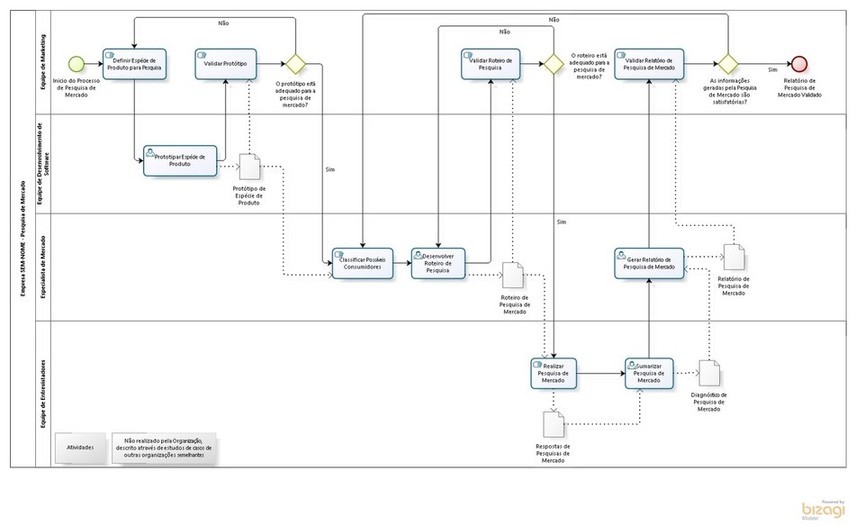 Empresa SEM-NOME - Pesquisa de Mercado
Equipe de Marketing
Não
Não
Não
Início do Processo
de Pesquisa de
Mercado
Definir Espécie de
Produto para Pesquisa
Validar Protótipo
O protótipo está
adequado para a
pesquisa de
mercado?
Validar Roteiro de
Pesquisa
O roteiro está
adequado para
pesquisa de
mercado?
Validar Relatório de
Pesquisa de Mercado
As informações
geradas pela Pesquisa
de Mercado são
satisfatórias?
Sim
Relatório de
Pesquisa de
Mercado Validado
Equipe de Desenvolvimento de
Software
Prototipar Espécie de
Produto
Protótipo de
Espécie de
Produto
Sim
Especialista de Mercado
Sim
Classificar Possíveis
Consumidores
Desenvolver
Roteiro de
Pesquisa
Roteiro de
Pesquisa de
Mercado
Gerar Relatório de
Pesquisa de Mercado
Relatório de
Pesquisa de
Mercado
Equipe de Entrevistadores
Realizar
Pesquisa de
Mercado
Sumarizar
Pesquisa de
Mercado
Diagnóstico de
Pesquisa de
Mercado
Respostas de
Pesquisas de
Mercado
Atividades
Não realizado pela Organização,
descrito através de estudos de casos de
outras organizações semelhantes
Powered by
bizagi
Modeler